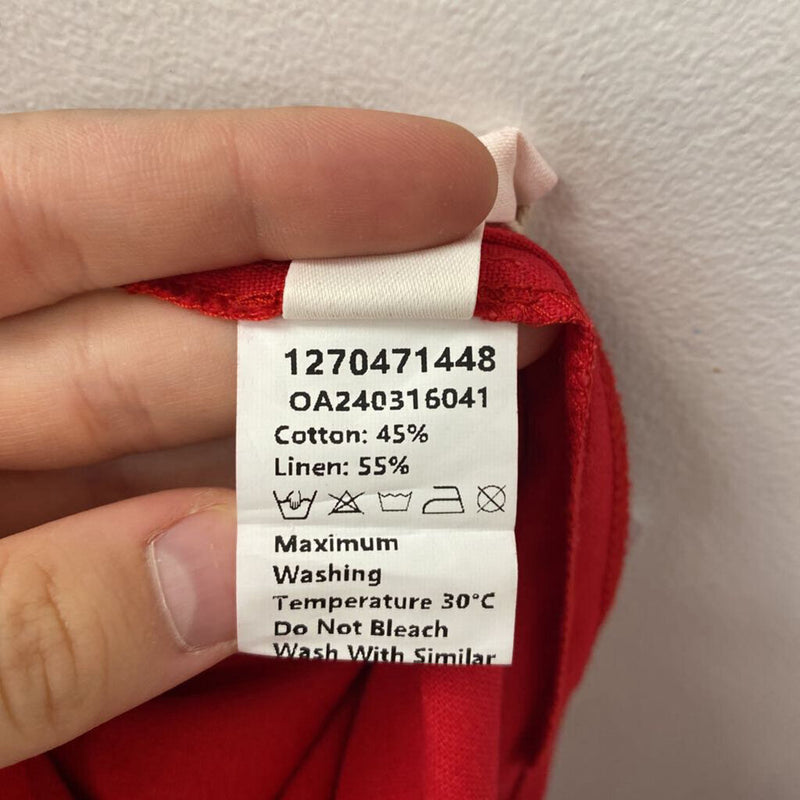 1270471448
OA240316041
Cotton: 45%
Linen: 55%
Maximum
Washing
Temperature 30°C
Do Not Bleach
Wash With Similar